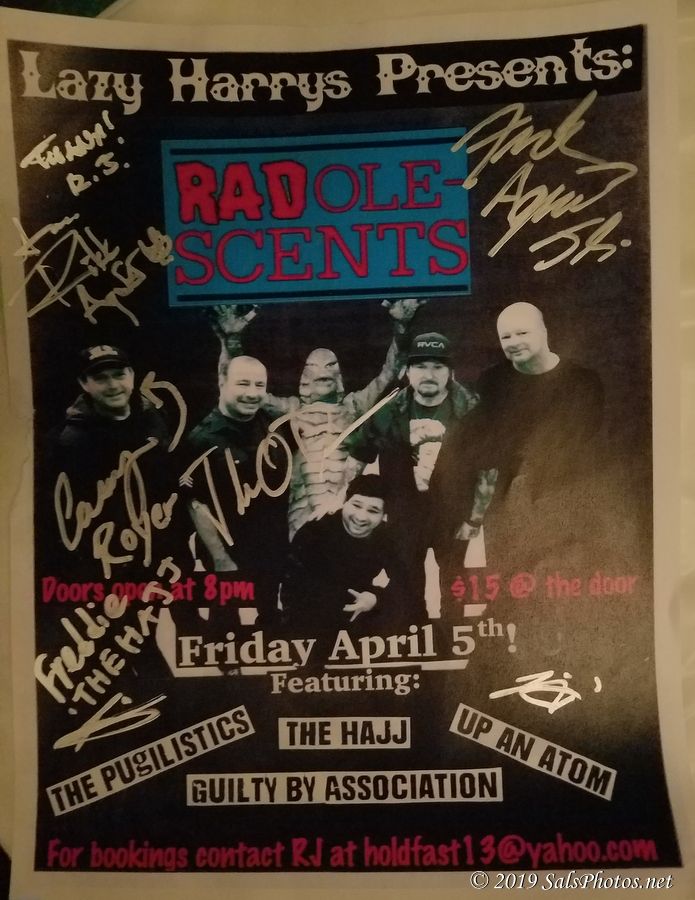 Lazy Harrys Presents:
RADOLE-
SCENTS
R.J.
RVCA
Roger
Doors open at 8pm
$15 @ the door
Freddie
'THE HAJJ'
Friday April 5th!
Featuring:
THE PUgILISTICS
THE HAJJ
UP AN ATOM
GUILTY BY ASSOCIATION
For bookings contact RJ at holdfast13@yahoo.com
© 2019 SalsPhotos.net